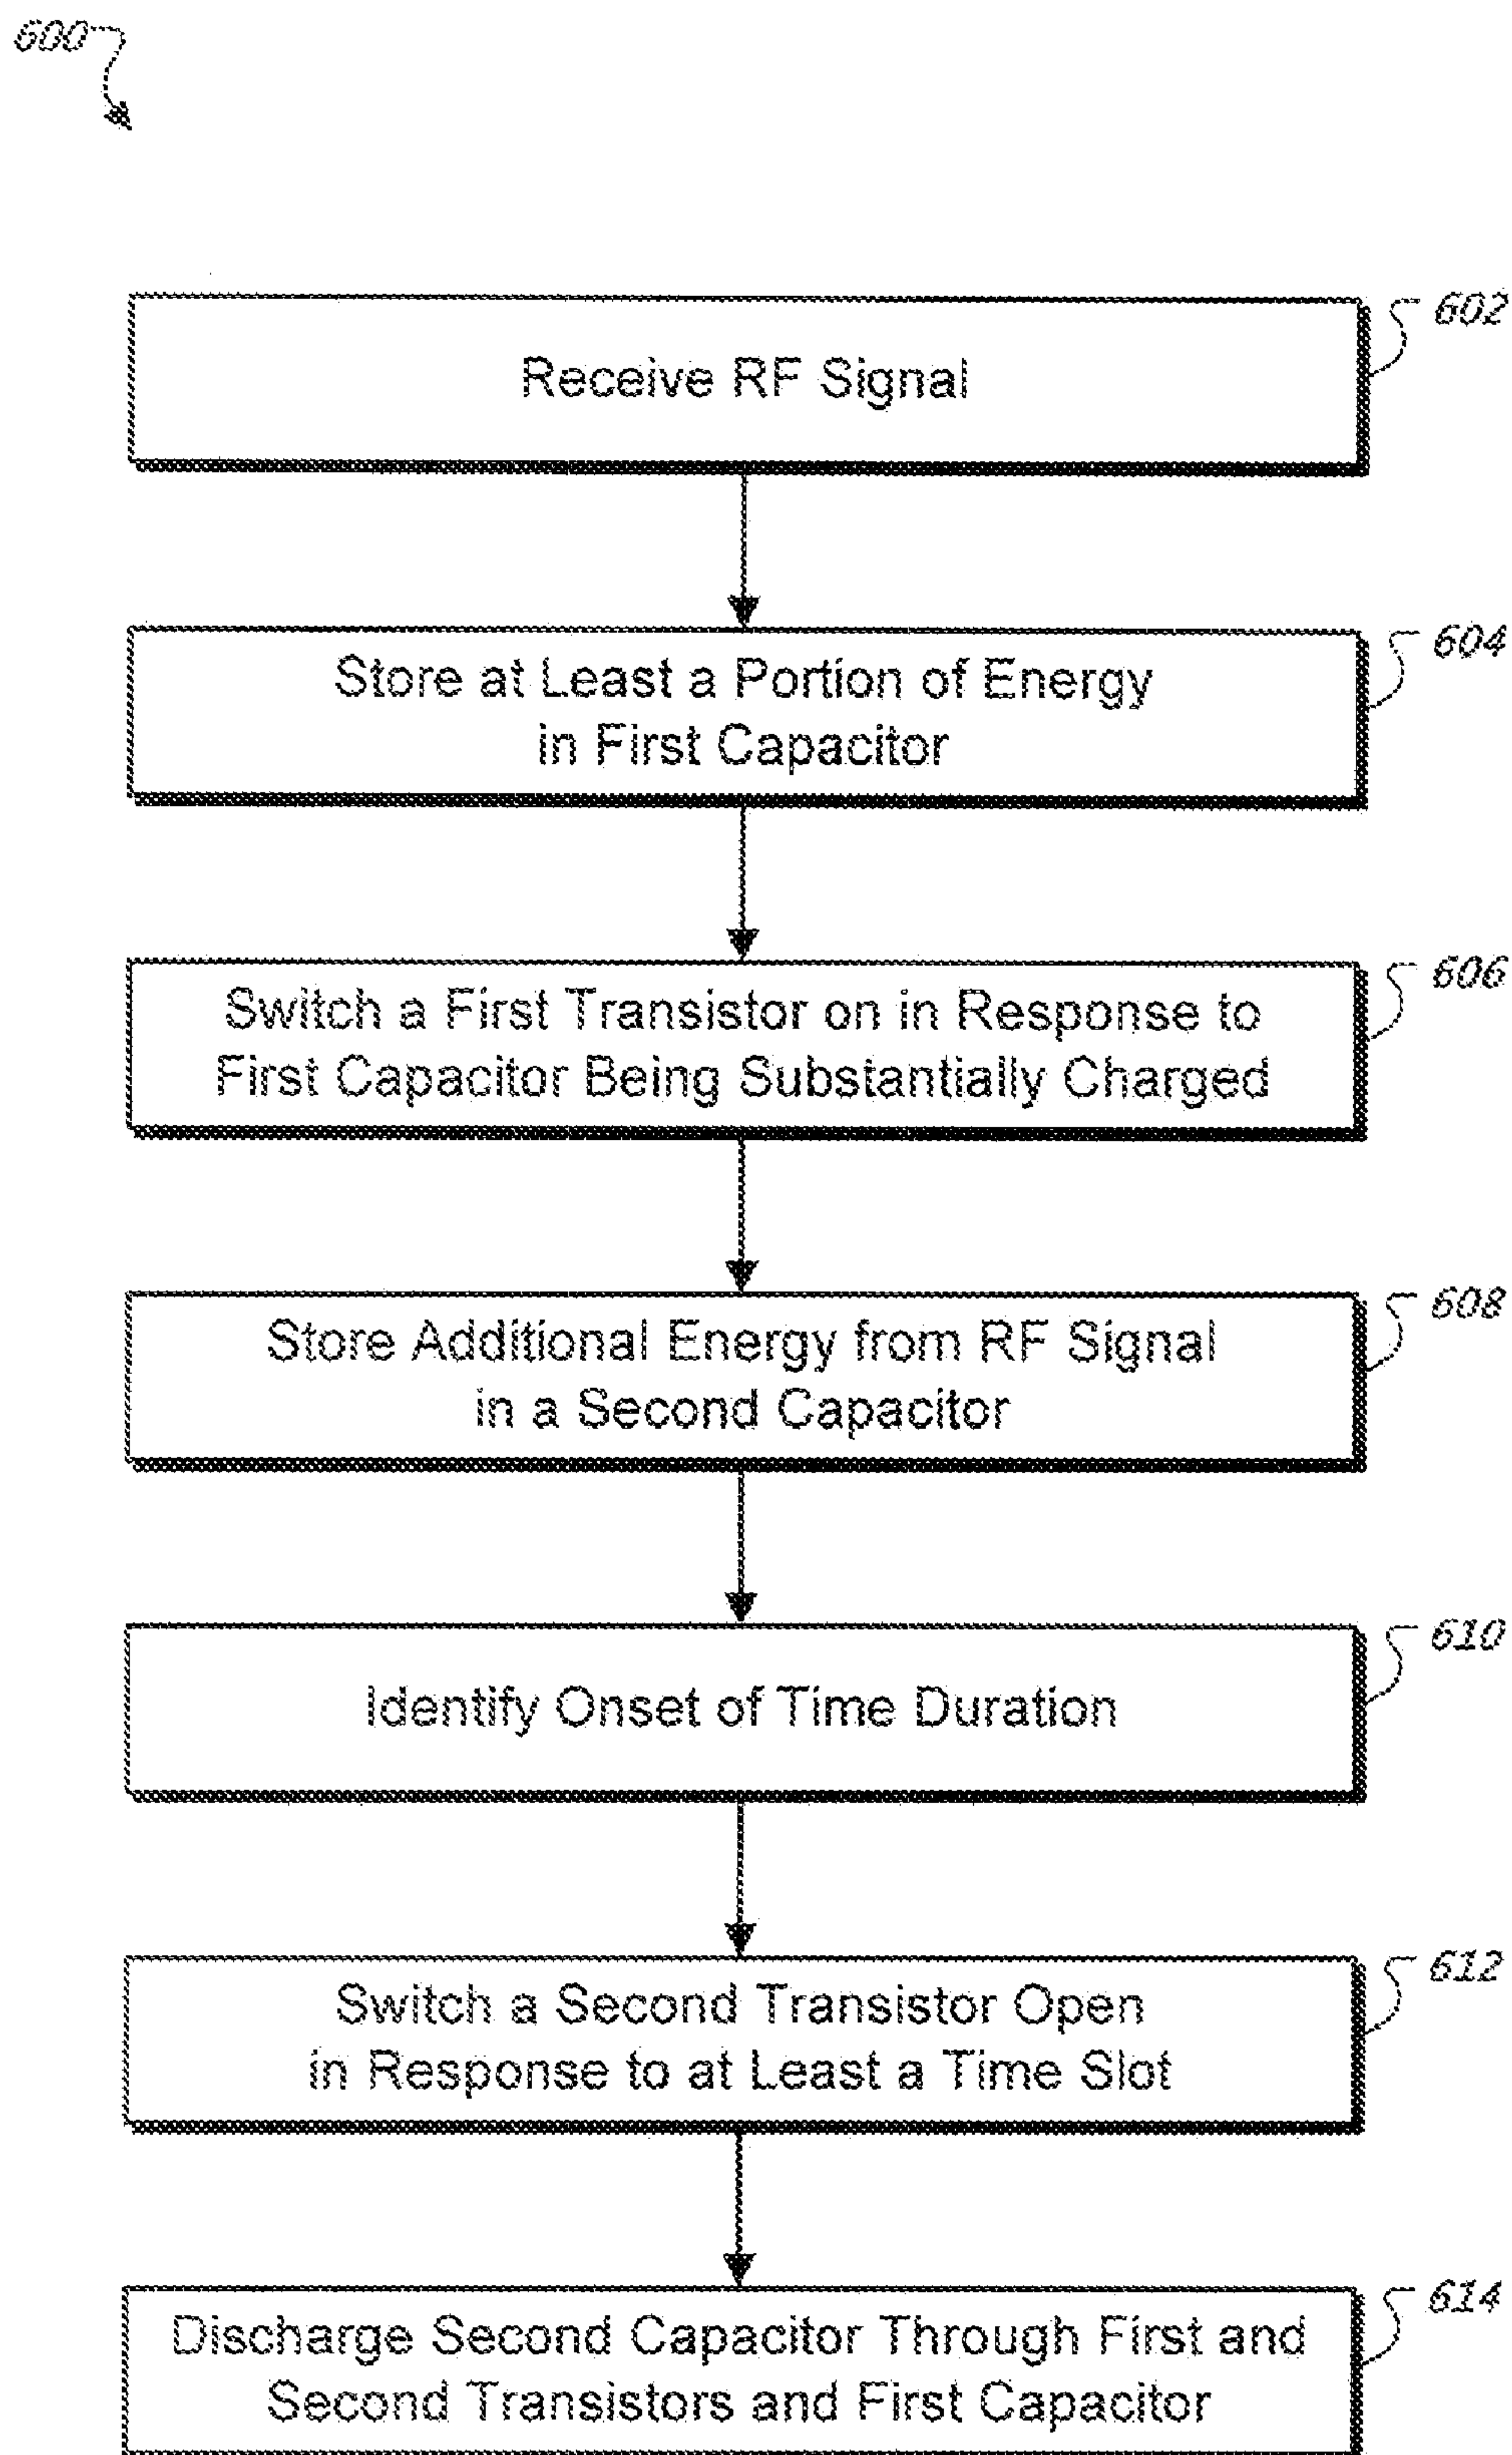 600
602
Receive RF Signal
604
Store at Least a Portion of Energy
in First Capacitor
606
Switch a First Transistor on in Response to
First Capacitor Being Substantially Charged
608
Store Additional Energy from RF Signal
in a Second Capacitor
610
Identify Onset of Time Duration
612
Switch a Second Transistor Open
in Response to at Least a Time Slot
614
Discharge Second Capacitor Through First and
Second Transistors and First Capacitor